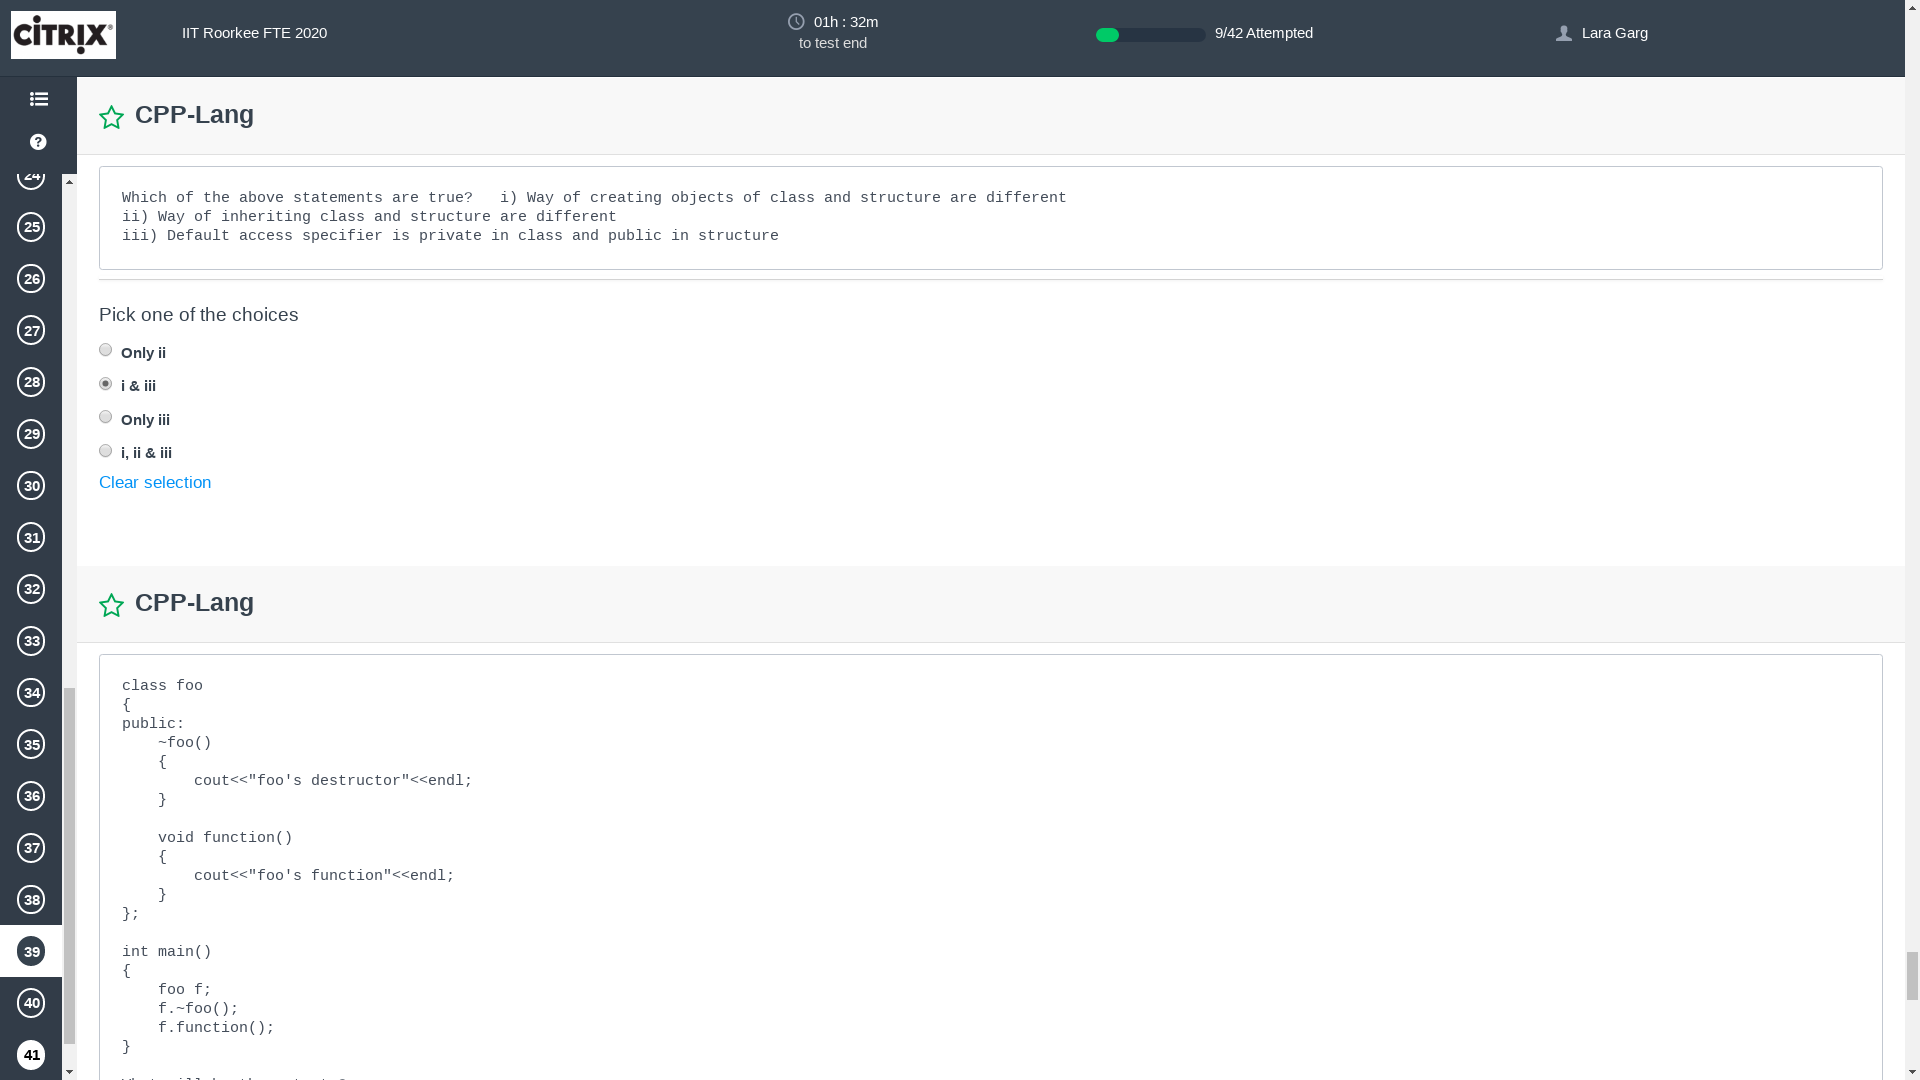 CiTRIX®
IIT Roorkee FTE 2020
01h : 32m
to test end
9/42 Attempted
Lara Garg
24
25
26
27
28
29
30
31
32
33
34
35
36
37
38
39
40
41
CPP-Lang
Which of the above statements are true?   i) Way of creating objects of class and structure are different
ii) Way of inheriting class and structure are different
iii) Default access specifier is private in class and public in structure
Pick one of the choices
Only ii
i & iii
Only iii
i, ii & iii
Clear selection
CPP-Lang
class foo
{
public:
    ~foo()
    {
        cout<<"foo's destructor"<<endl;
    }
    void function()
    {
        cout<<"foo's function"<<endl;
    }
};
int main()
{
    foo f;
    f.~foo();
    f.function();
}